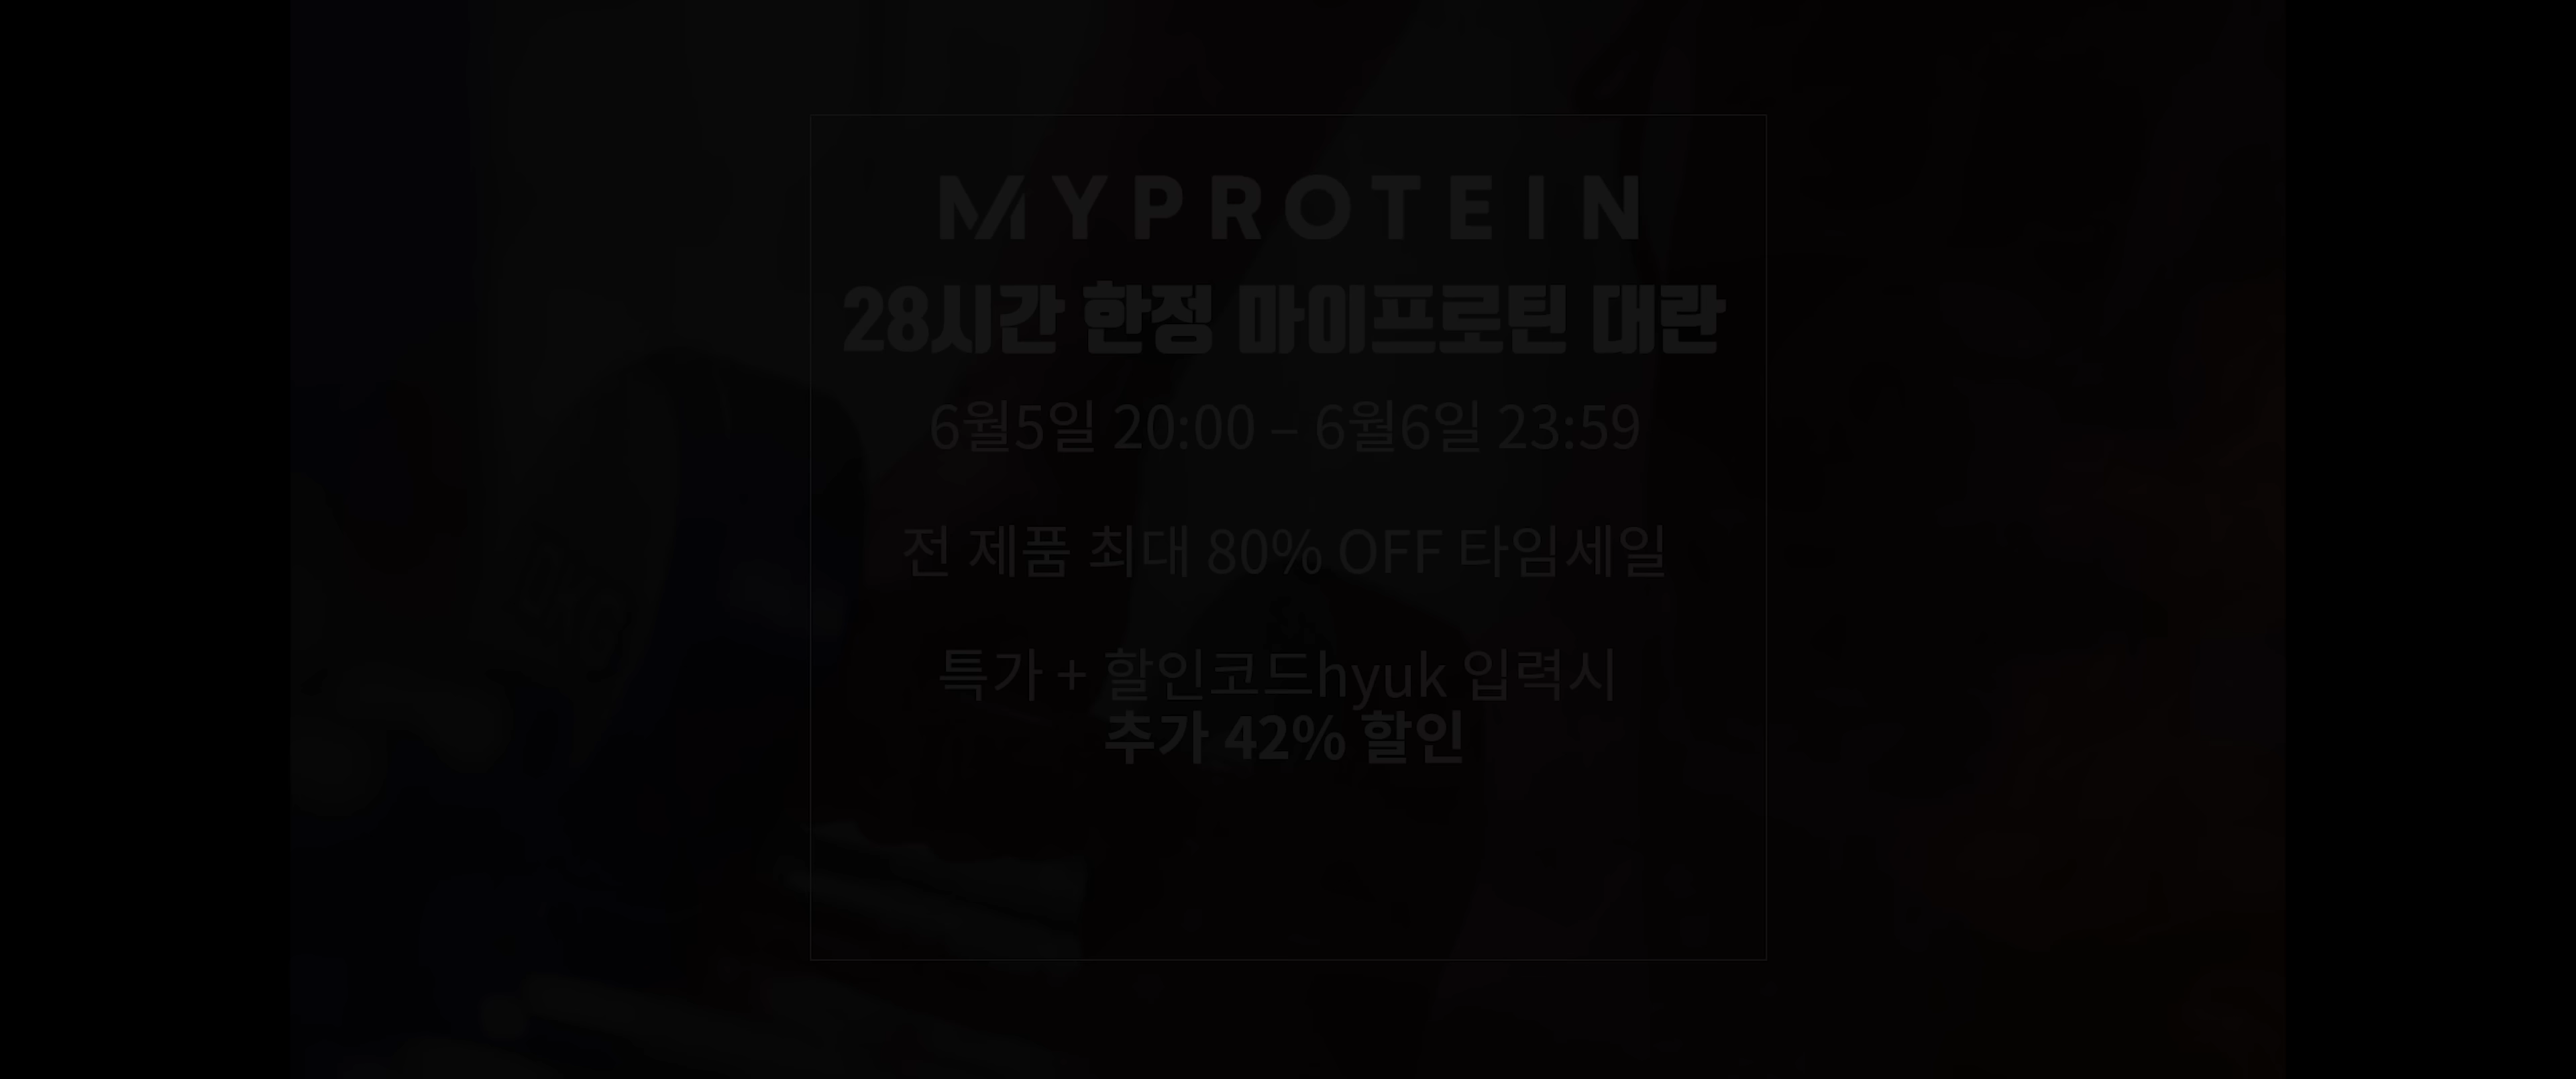 MYPROTEIN
28시간 한정 마이프로틴 대란
6월5일 20:00 – 6월6일 23:59
전 제품 최대 80% OFF 타임세일
특가 + 할인코드hyuk 입력시
추가 42% 할인